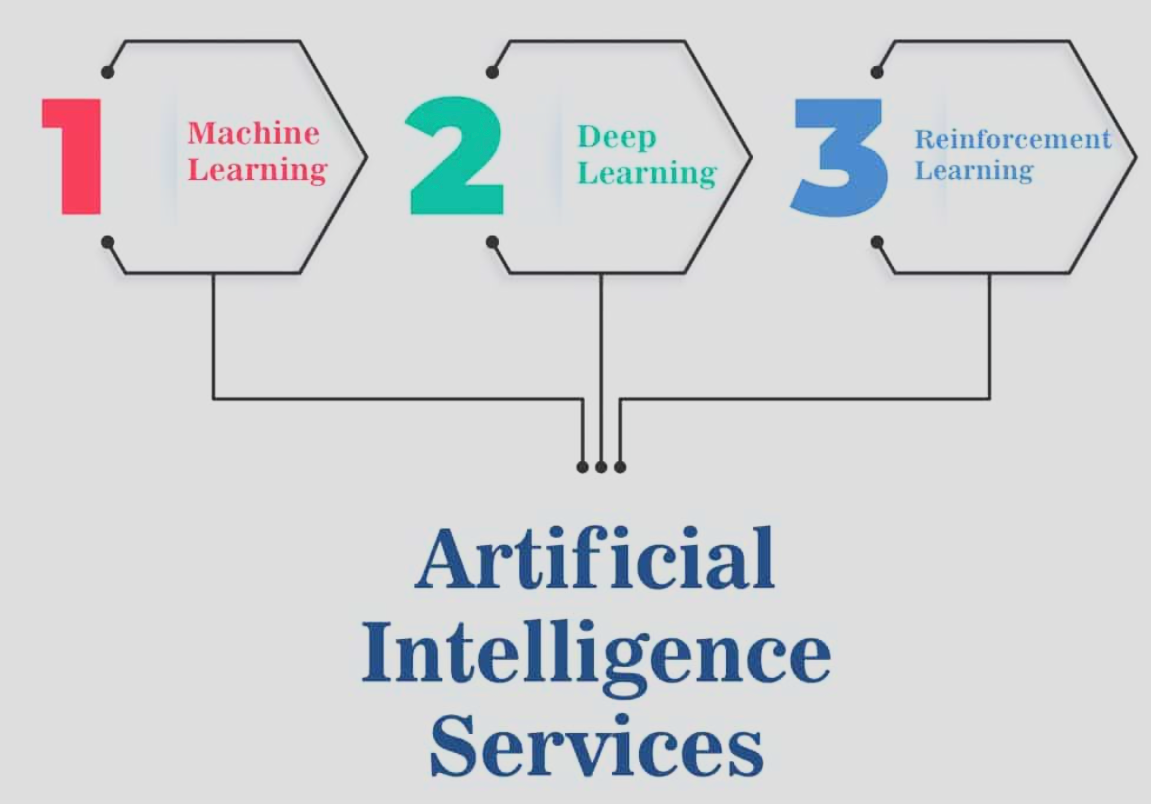 1
Machine
Learning
2
Deep
Learning
3
Reinforcement
Learning
Artificial
Intelligence
Services